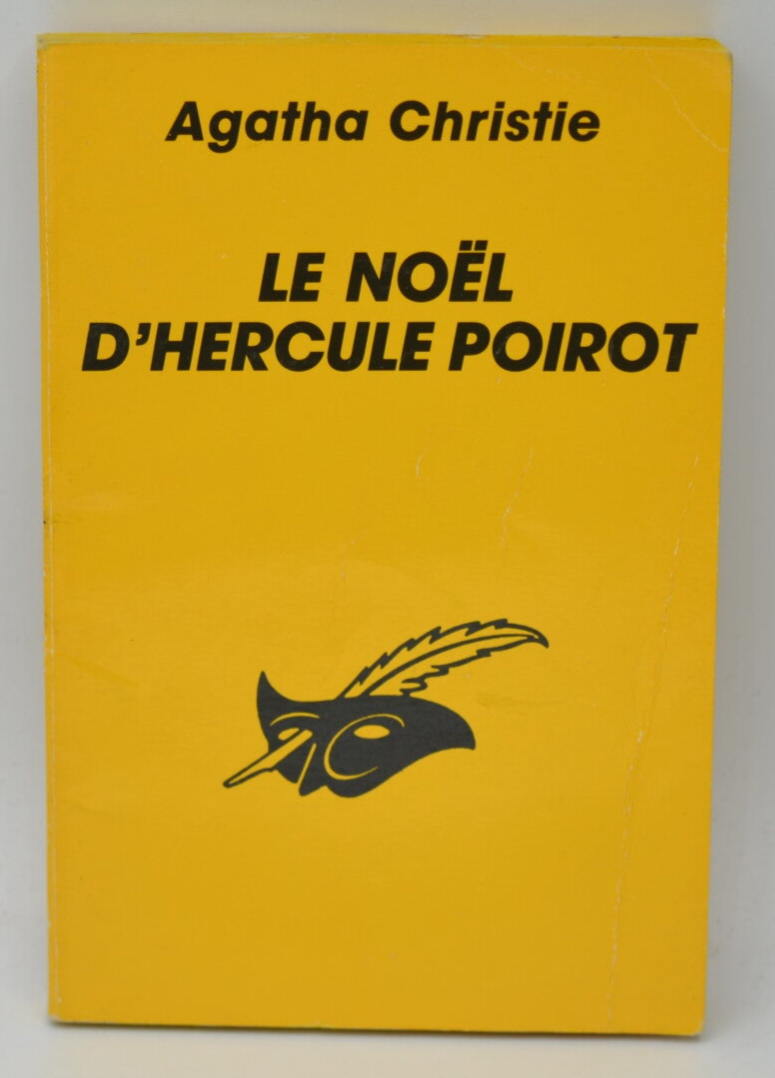 Agatha Christie
LE NOËL
D'HERCULE POIROT